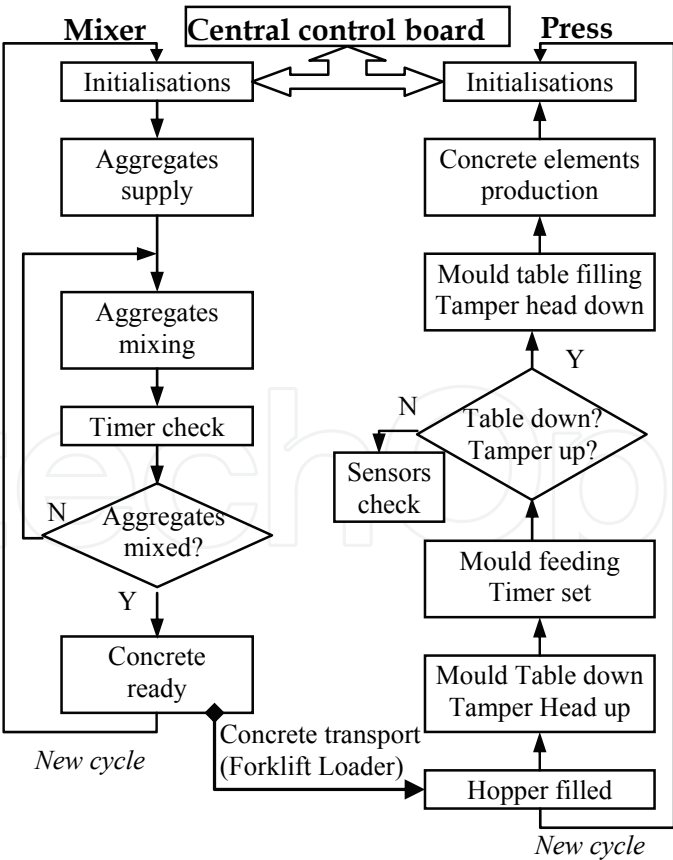 Mixer
Central control board
Press
Initialisations
Initialisations
Aggregates
supply
Concrete elements
production
Mould table filling
Tamper head down
Aggregates
mixing
Y
N
Table down?
Tamper up?
Timer check
Sensors
check
N
Aggregates
mixed?
Mould feeding
Timer set
Y
Concrete
ready
Mould Table down
Tamper Head up
Concrete transport
(Forklift Loader)
New cycle
Hopper filled
New cycle
techOp